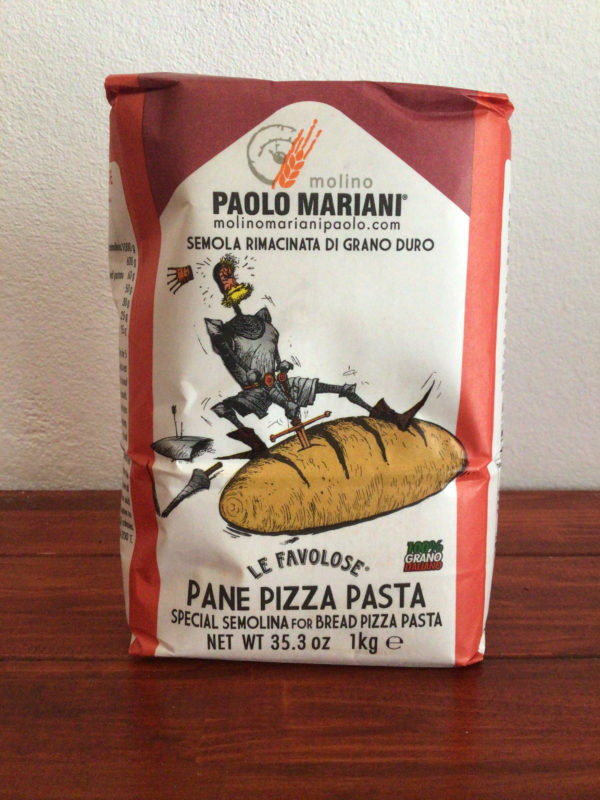 molino
PAOLO MARIANI®
molinomarianipaolo.com
SEMOLA RIMACINATA DI GRANO DURO
LE FAVOLOSE®
100%
GRANO
ITALIANO
PANE PIZZA PASTA
SPECIAL SEMOLINA FOR BREAD PIZZA PASTA
NET WT 35.3 oz 1kg ℮